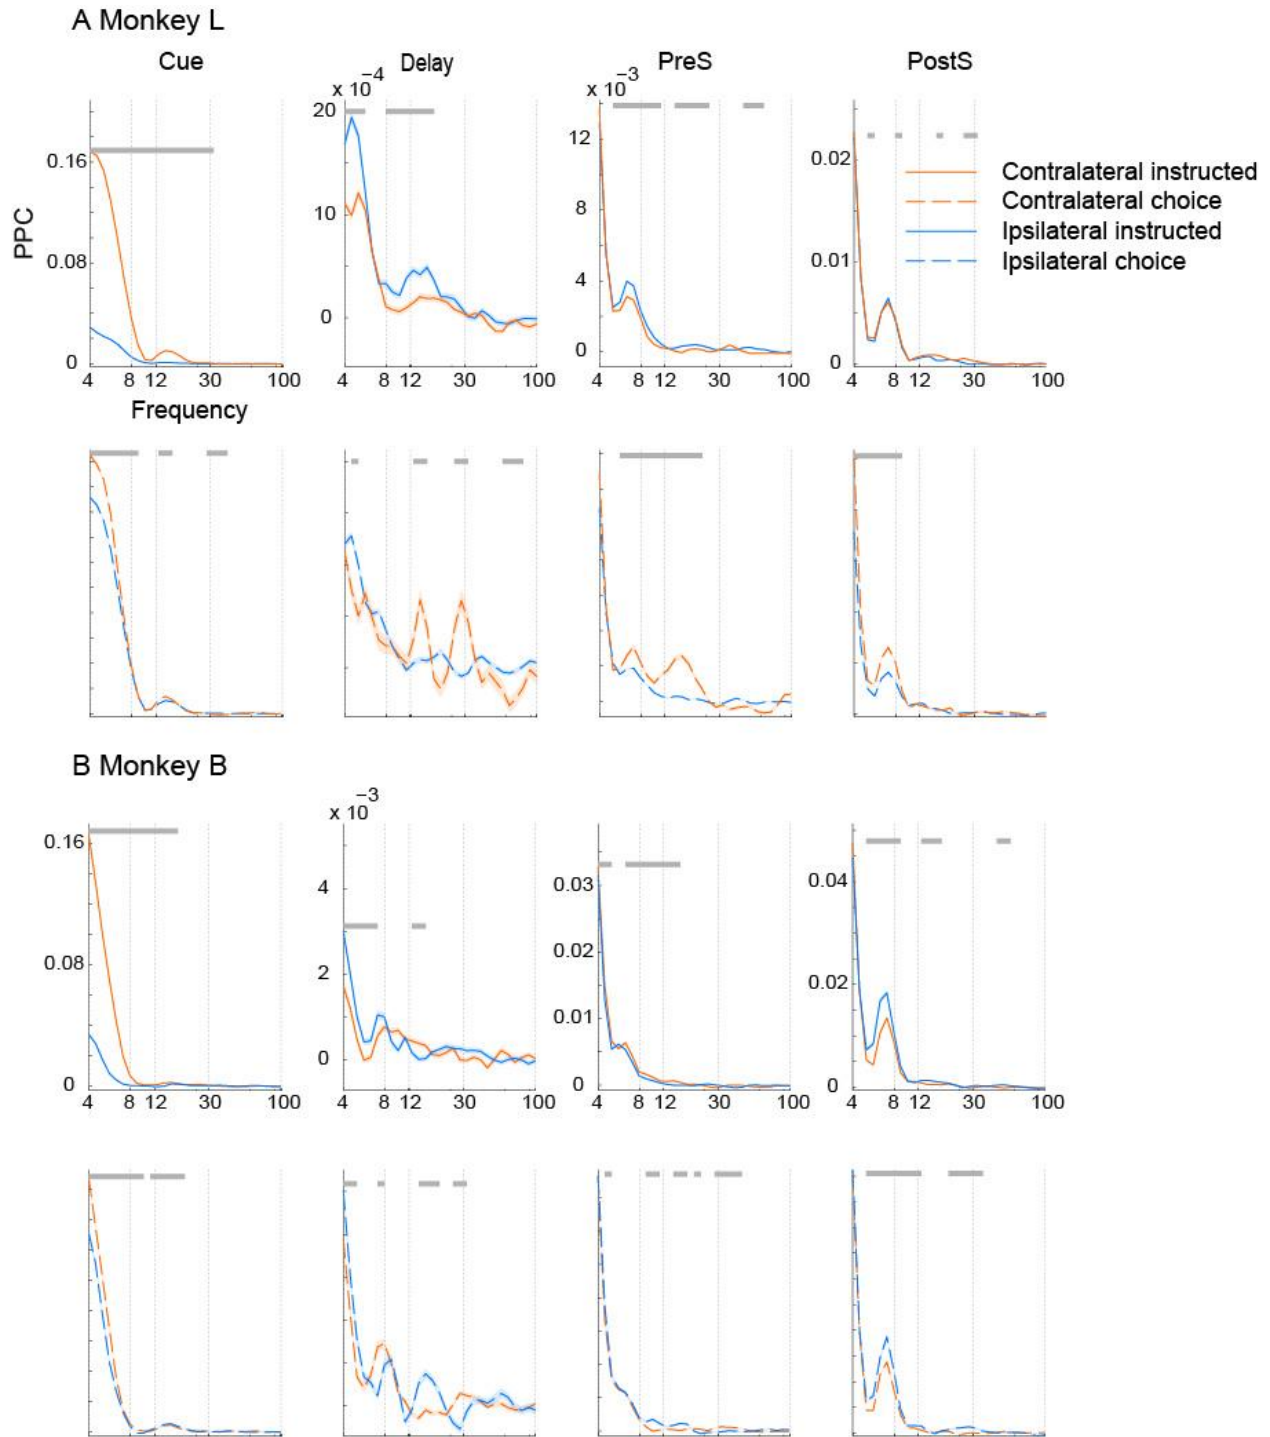 A Monkey L
Cue Delay PreS PostS
x 10⁻⁴ x 10⁻³
PPC
0.16
0.08
0
20
10
0
12
8
4
0
0.02
0.01
0
Contralateral instructed
Contralateral choice
Ipsilateral instructed
Ipsilateral choice
4 8 12 30 100 4 8 12 30 100 4 8 12 30 100 4 8 12 30 100
Frequency
B Monkey B
x 10⁻³
0.16
0.08
0
4
2
0
0.03
0.02
0.01
0
0.04
0.02
0
4 8 12 30 100 4 8 12 30 100 4 8 12 30 100 4 8 12 30 100